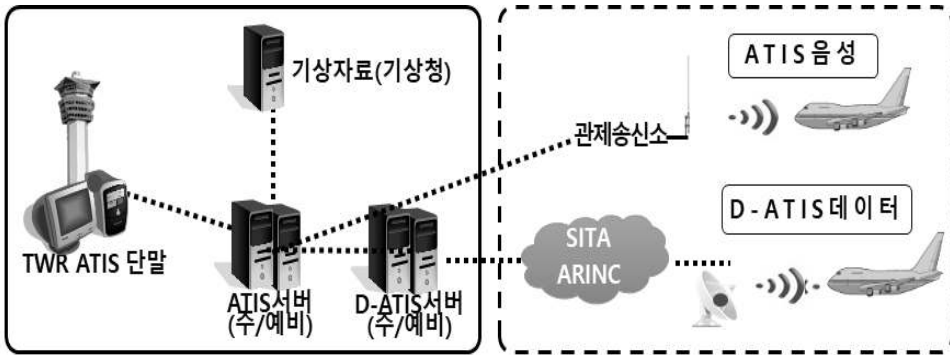 기상자료(기상청)
TWR ATIS 단말
ATIS서버
(주/예비)
D-ATIS서버
(주/예비)
ATIS음성
관제송신소
D-ATIS데이터
SITA
ARINC